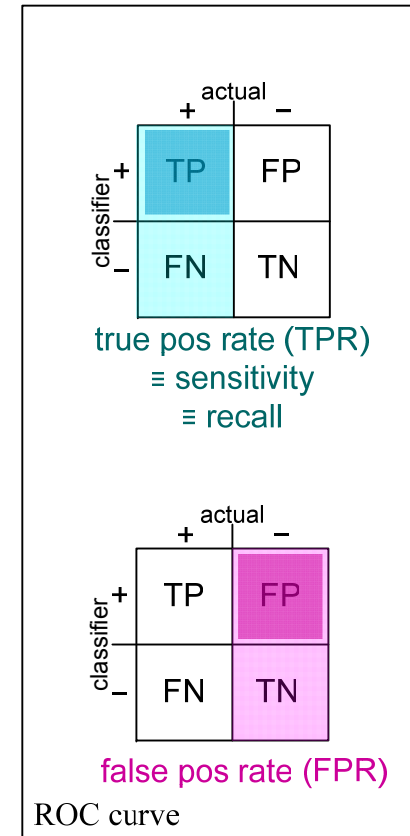 actual
+ −
classifier
+ TP FP
− FN TN
true pos rate (TPR)
≡ sensitivity
≡ recall
actual
+ −
classifier
+ TP FP
− FN TN
false pos rate (FPR)
ROC curve